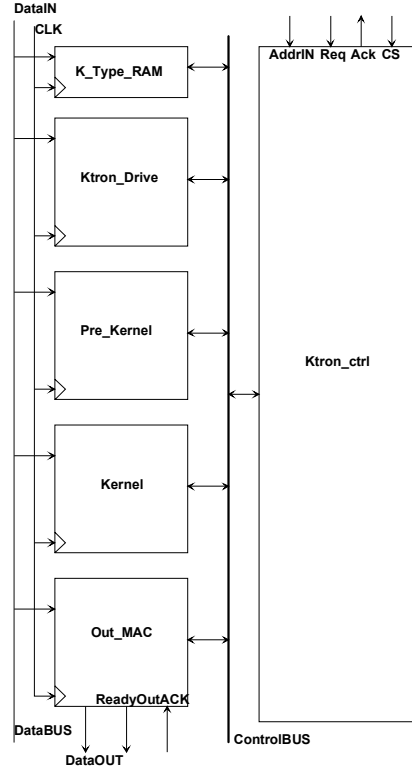 DataIN
CLK
AddrIN Req Ack CS
K_Type_RAM
Ktron_Drive
Pre_Kernel
Ktron_ctrl
Kernel
Out_MAC
ReadyOutACK
DataBUS
ControlBUS
DataOUT